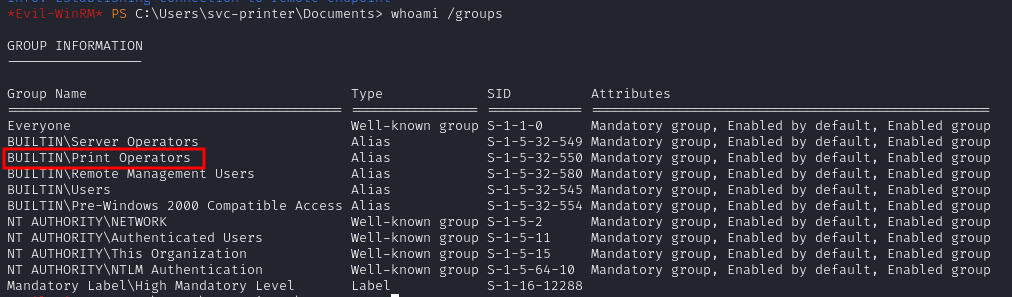 *Evil-WinRM* PS C:\Users\svc-printer\Documents> whoami /groups
GROUP INFORMATION
Group Name Type SID Attributes
Everyone Well-known group S-1-1-0 Mandatory group, Enabled by default, Enabled group
BUILTIN\Server Operators Alias S-1-5-32-549 Mandatory group, Enabled by default, Enabled group
BUILTIN\Print Operators Alias S-1-5-32-550 Mandatory group, Enabled by default, Enabled group
BUILTIN\Remote Management Users Alias S-1-5-32-580 Mandatory group, Enabled by default, Enabled group
BUILTIN\Users Alias S-1-5-32-545 Mandatory group, Enabled by default, Enabled group
BUILTIN\Pre-Windows 2000 Compatible Access Alias S-1-5-32-554 Mandatory group, Enabled by default, Enabled group
NT AUTHORITY\NETWORK Well-known group S-1-5-2 Mandatory group, Enabled by default, Enabled group
NT AUTHORITY\Authenticated Users Well-known group S-1-5-11 Mandatory group, Enabled by default, Enabled group
NT AUTHORITY\This Organization Well-known group S-1-5-15 Mandatory group, Enabled by default, Enabled group
NT AUTHORITY\NTLM Authentication Well-known group S-1-5-64-10 Mandatory group, Enabled by default, Enabled group
Mandatory Label\High Mandatory Level Label S-1-16-12288